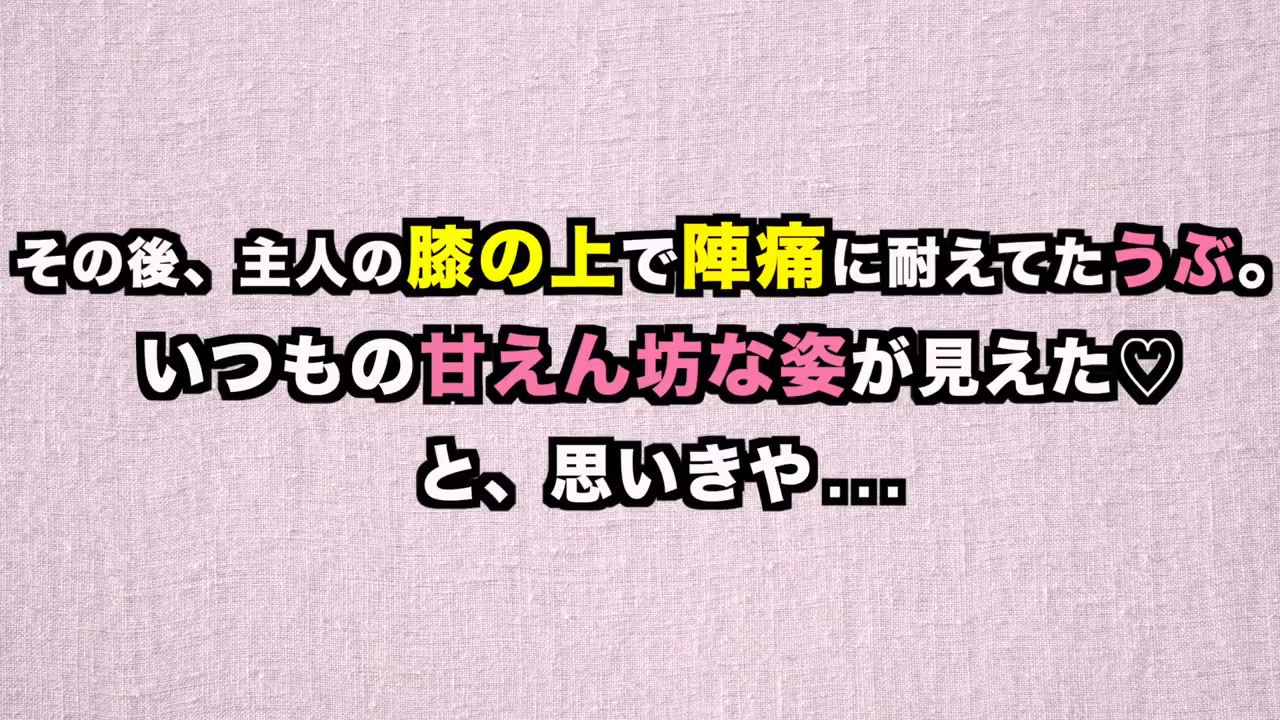 その後、主人の膝の上で陣痛に耐えてたうぶ。
いつもの甘えん坊な姿が見えた♡
と、思いきや...